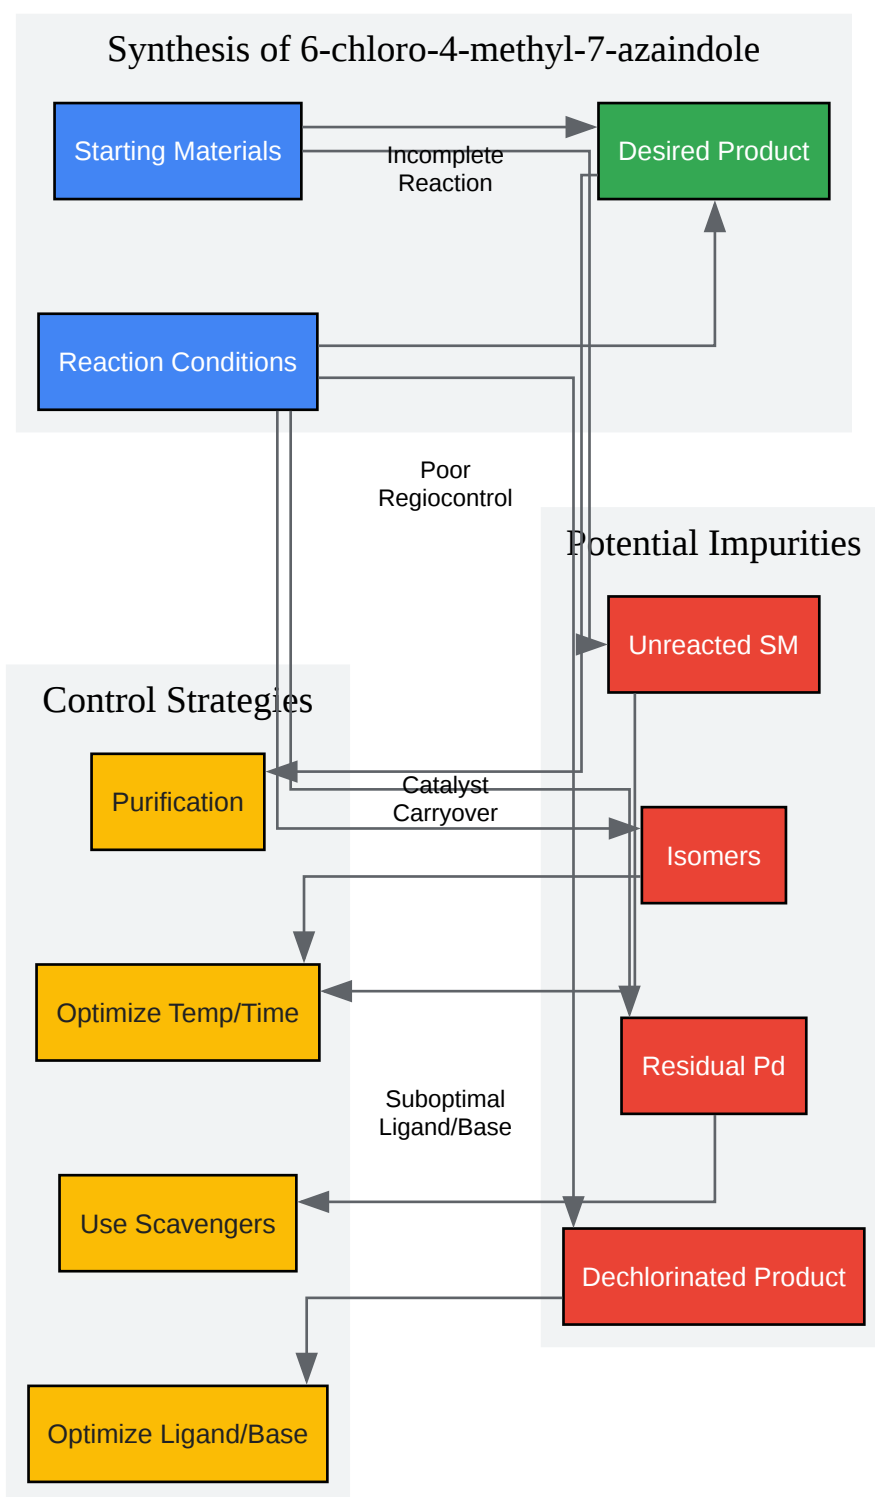 Synthesis of 6-chloro-4-methyl-7-azaindole
Starting Materials
Incomplete
Reaction
Desired Product
Reaction Conditions
Poor
Regiocontrol
Potential Impurities
Unreacted SM
Control Strategies
Purification
Catalyst
Carryover
Isomers
Optimize Temp/Time
Residual Pd
Suboptimal
Ligand/Base
Use Scavengers
Dechlorinated Product
Optimize Ligand/Base